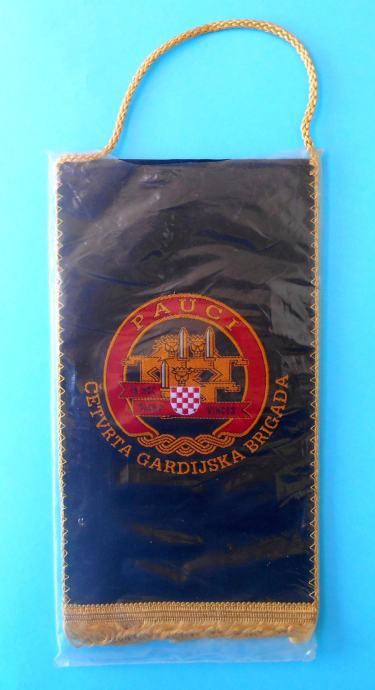 PAUCI
IN HOC
SIGNO VINCES
ČETVRTA GARDIJSKA BRIGADA